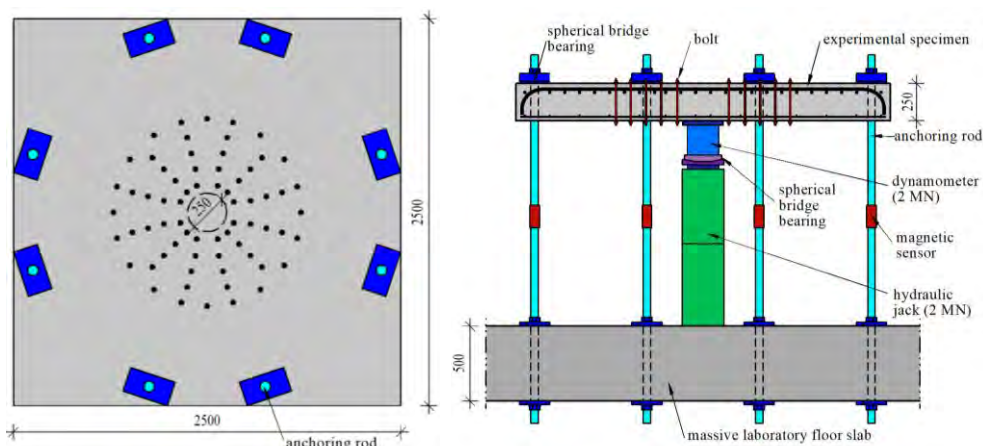 250
2500
2500
anchoring rod
spherical bridge
bearing
bolt
experimental specimen
250
anchoring rod
dynamometer
(2 MN)
spherical
bridge
bearing
magnetic
sensor
hydraulic
jack (2 MN)
500
massive laboratory floor slab